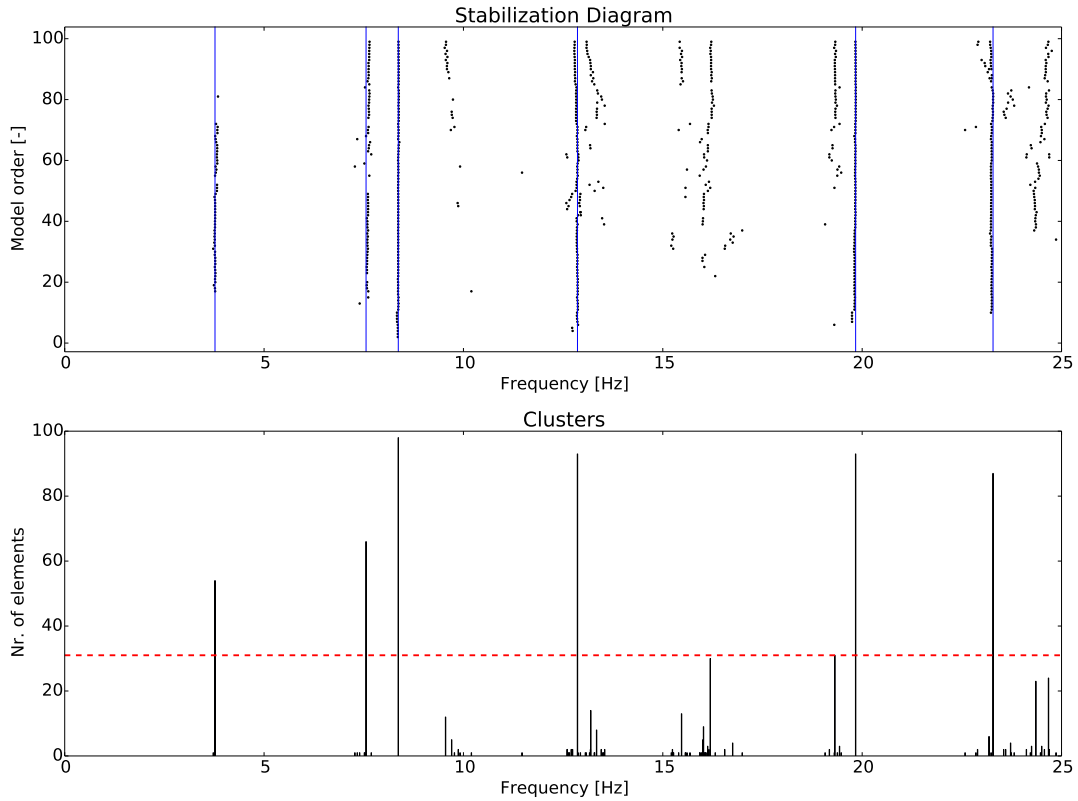 Stabilization Diagram
100
80
60
40
20
0
Model order [-]
0 5 10 15 20 25
Frequency [Hz]
Clusters
100
80
60
40
20
0
Nr. of elements
0 5 10 15 20 25
Frequency [Hz]